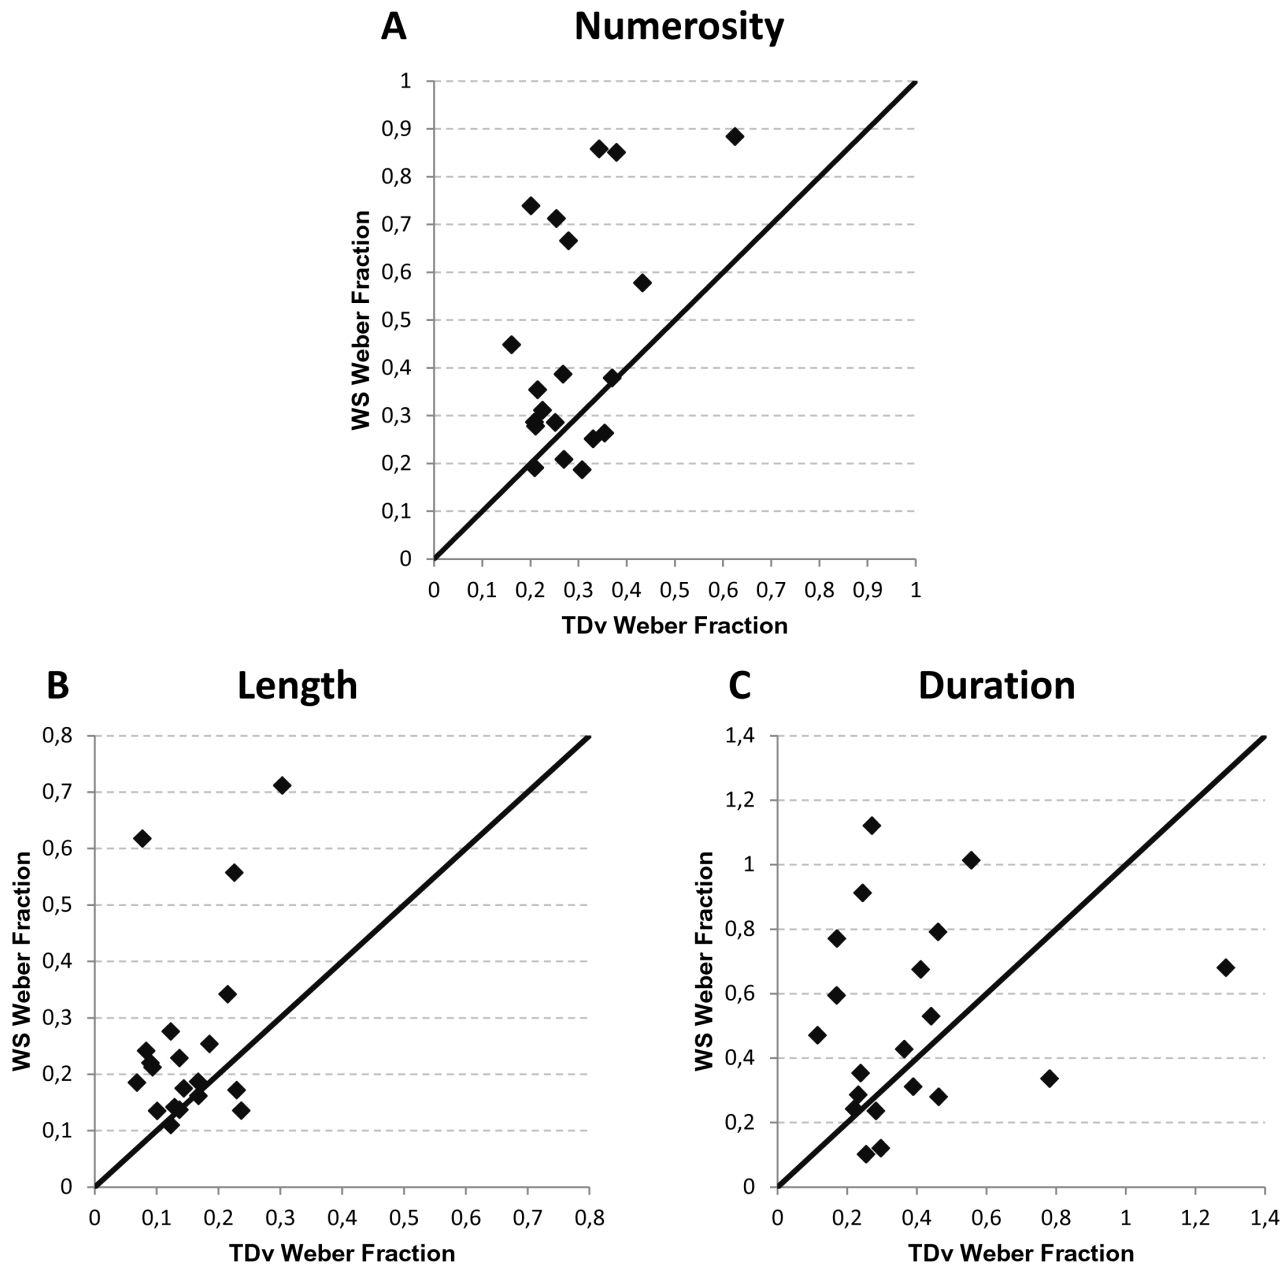 A Numerosity
1
0,9
0,8
0,7
0,6
0,5
0,4
0,3
0,2
0,1
0
WS Weber Fraction
0 0,1 0,2 0,3 0,4 0,5 0,6 0,7 0,8 0,9 1
TDv Weber Fraction
B Length
0,8
0,7
0,6
0,5
0,4
0,3
0,2
0,1
0
WS Weber Fraction
0 0,1 0,2 0,3 0,4 0,5 0,6 0,7 0,8
TDv Weber Fraction
C Duration
1,4
1,2
1
0,8
0,6
0,4
0,2
0
WS Weber Fraction
0 0,2 0,4 0,6 0,8 1 1,2 1,4
TDv Weber Fraction